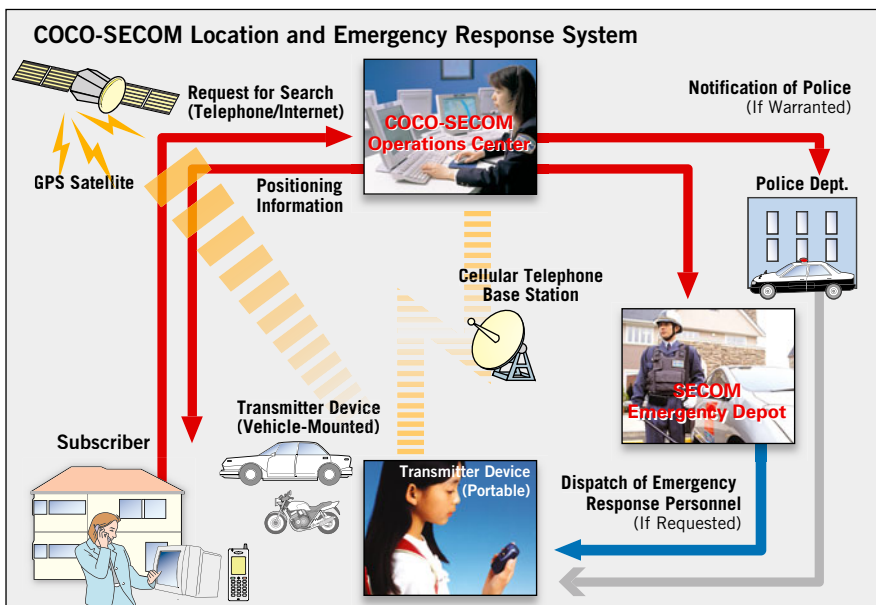 COCO-SECOM Location and Emergency Response System
Request for Search
(Telephone/Internet)
COCO-SECOM
Operations Center
Notification of Police
(If Warranted)
GPS Satellite
Positioning
Information
Police Dept.
Cellular Telephone
Base Station
SECOM
Emergency Depot
Transmitter Device
(Vehicle-Mounted)
Subscriber
Transmitter Device
(Portable)
Dispatch of Emergency
Response Personnel
(If Requested)